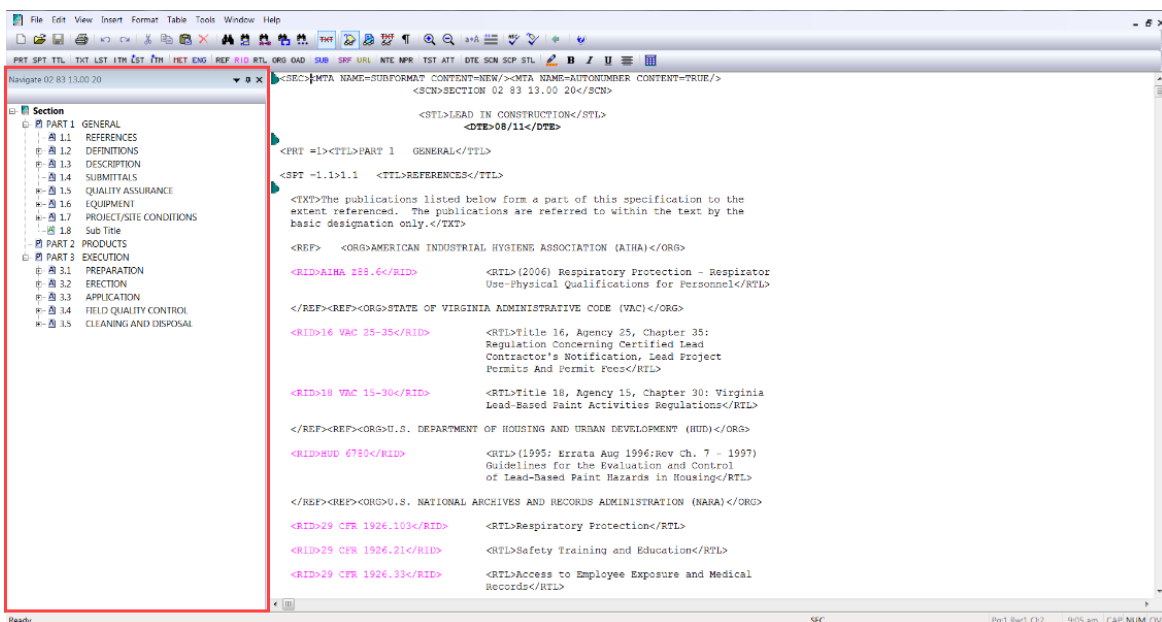 File Edit View Insert Format Table Tools Window Help
PRT SPT TTL TXT LST ITM LST ITM MET ENG REF RID RTL ORG OAD SUB SRF URL NTE NPR TST ATT DTE SCN SCP STL B I U
Navigate 02 83 13.00 20
Section
PART 1 GENERAL
1.1 REFERENCES
1.2 DEFINITIONS
1.3 DESCRIPTION
1.4 SUBMITTALS
1.5 QUALITY ASSURANCE
1.6 EQUIPMENT
1.7 PROJECT/SITE CONDITIONS
1.8 Sub Title
PART 2 PRODUCTS
PART 3 EXECUTION
3.1 PREPARATION
3.2 ERECTION
3.3 APPLICATION
3.4 FIELD QUALITY CONTROL
3.5 CLEANING AND DISPOSAL
<SEC><MTA NAME=SUBFORMAT CONTENT=NEW/><MTA NAME=AUTONUMBER CONTENT=TRUE/>
<SCN>SECTION 02 83 13.00 20</SCN>
<STL>LEAD IN CONSTRUCTION</STL>
<DTE>08/11</DTE>
<PRT =1><TTL>PART 1 GENERAL</TTL>
<SPT =1.1>1.1 <TTL>REFERENCES</TTL>
<TXT>The publications listed below form a part of this specification to the
extent referenced. The publications are referred to within the text by the
basic designation only.</TXT>
<REF> <ORG>AMERICAN INDUSTRIAL HYGIENE ASSOCIATION (AIHA)</ORG>
<RID>AIHA Z88.6</RID> <RTL>(2006) Respiratory Protection - Respirator
Use-Physical Qualifications for Personnel</RTL>
</REF><REF><ORG>STATE OF VIRGINIA ADMINISTRATIVE CODE (VAC)</ORG>
<RID>16 VAC 25-35</RID> <RTL>Title 16, Agency 25, Chapter 35:
Regulation Concerning Certified Lead
Contractor's Notification, Lead Project
Permits And Permit Fees</RTL>
<RID>18 VAC 15-30</RID> <RTL>Title 18, Agency 15, Chapter 30: Virginia
Lead-Based Paint Activities Regulations</RTL>
</REF><REF><ORG>U.S. DEPARTMENT OF HOUSING AND URBAN DEVELOPMENT (HUD)</ORG>
<RID>HUD 6780</RID> <RTL>(1995; Errata Aug 1996;Rev Ch. 7 - 1997)
Guidelines for the Evaluation and Control
of Lead-Based Paint Hazards in Housing</RTL>
</REF><REF><ORG>U.S. NATIONAL ARCHIVES AND RECORDS ADMINISTRATION (NARA)</ORG>
<RID>29 CFR 1926.103</RID> <RTL>Respiratory Protection</RTL>
<RID>29 CFR 1926.21</RID> <RTL>Safety Training and Education</RTL>
<RID>29 CFR 1926.33</RID> <RTL>Access to Employee Exposure and Medical
Records</RTL>
Ready SEC 9:05 am CAP NUM